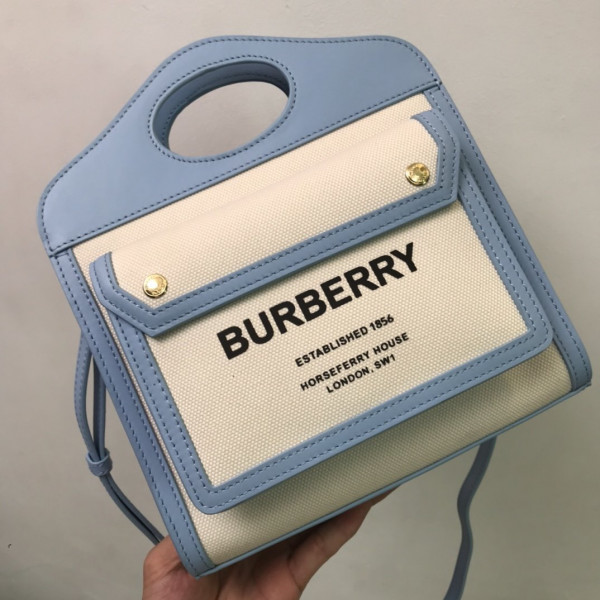 BURBERRY
ESTABLISHED 1856
HORSEFERRY HOUSE
LONDON, SW1